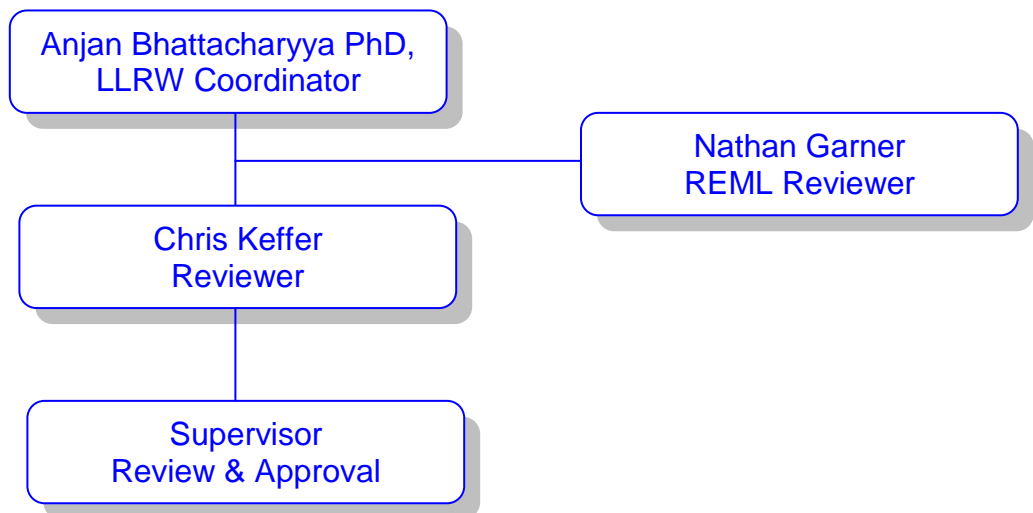 Anjan Bhattacharyya PhD,
LLRW Coordinator
Nathan Garner
REML Reviewer
Chris Keffer
Reviewer
Supervisor
Review & Approval